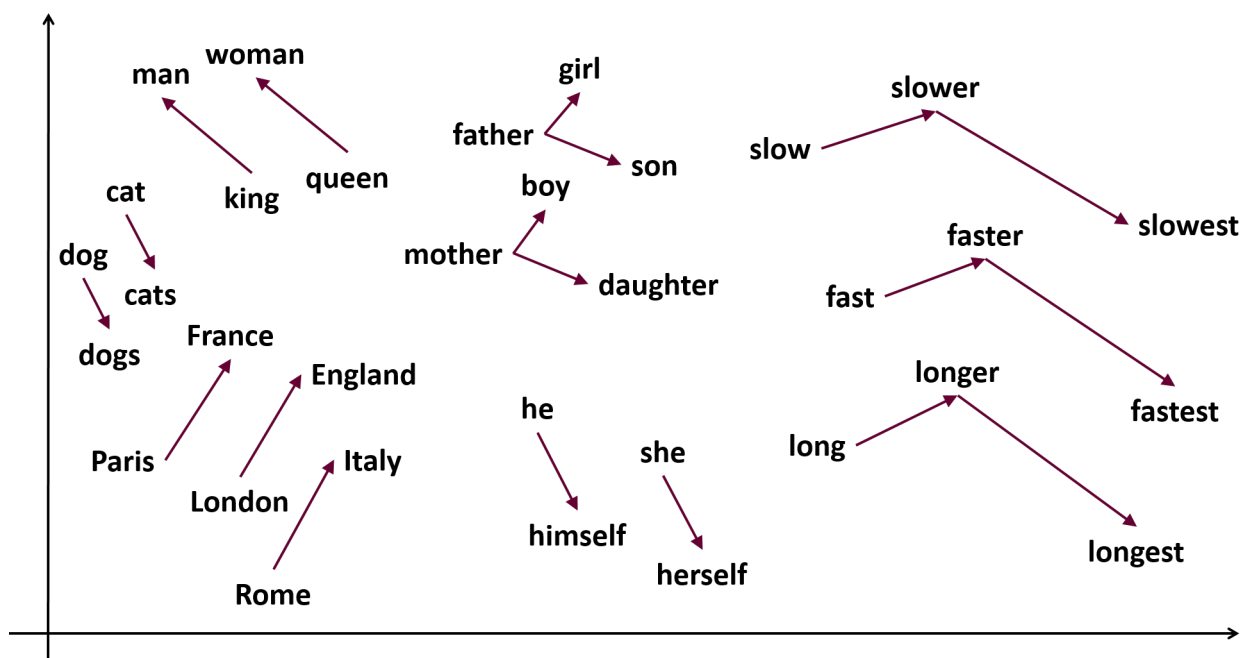 woman
man
girl
slower
father
slow
son
cat
queen
boy
king
slowest
faster
dog
mother
daughter
cats
fast
France
dogs
England
longer
he
fastest
long
she
Paris
Italy
London
himself
longest
herself
Rome